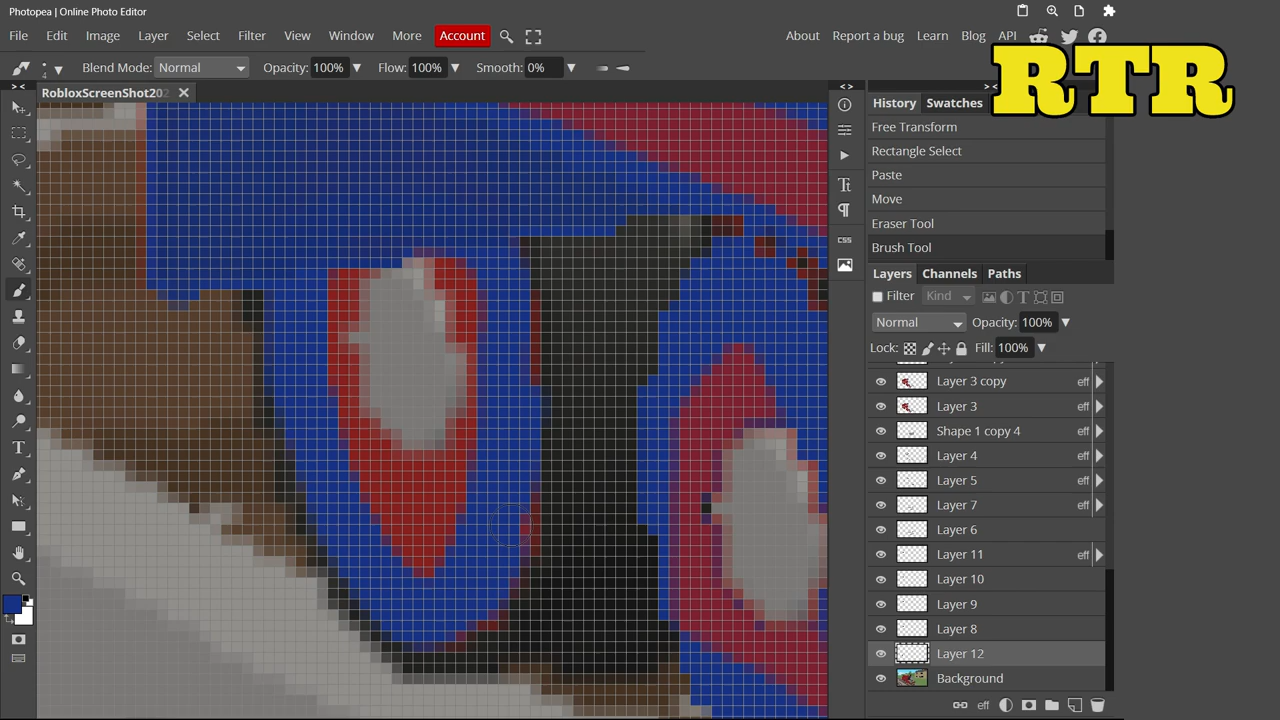 Photopea | Online Photo Editor
File Edit Image Layer Select Filter View Window More Account
About Report a bug Learn Blog API
4 Blend Mode: Normal Opacity: 100% Flow: 100% Smooth: 0%
RTR
RobloxScreenShot202
History Swatches
Free Transform
Rectangle Select
Paste
Move
Eraser Tool
Brush Tool
CSS
Layers Channels Paths
Filter Kind
Normal Opacity: 100%
Lock: Fill: 100%
Layer 3 copy eff
Layer 3 eff
Shape 1 copy 4 eff
Layer 4 eff
Layer 5 eff
Layer 7 eff
Layer 6
Layer 11 eff
Layer 10
Layer 9
Layer 8
Layer 12
Background
eff